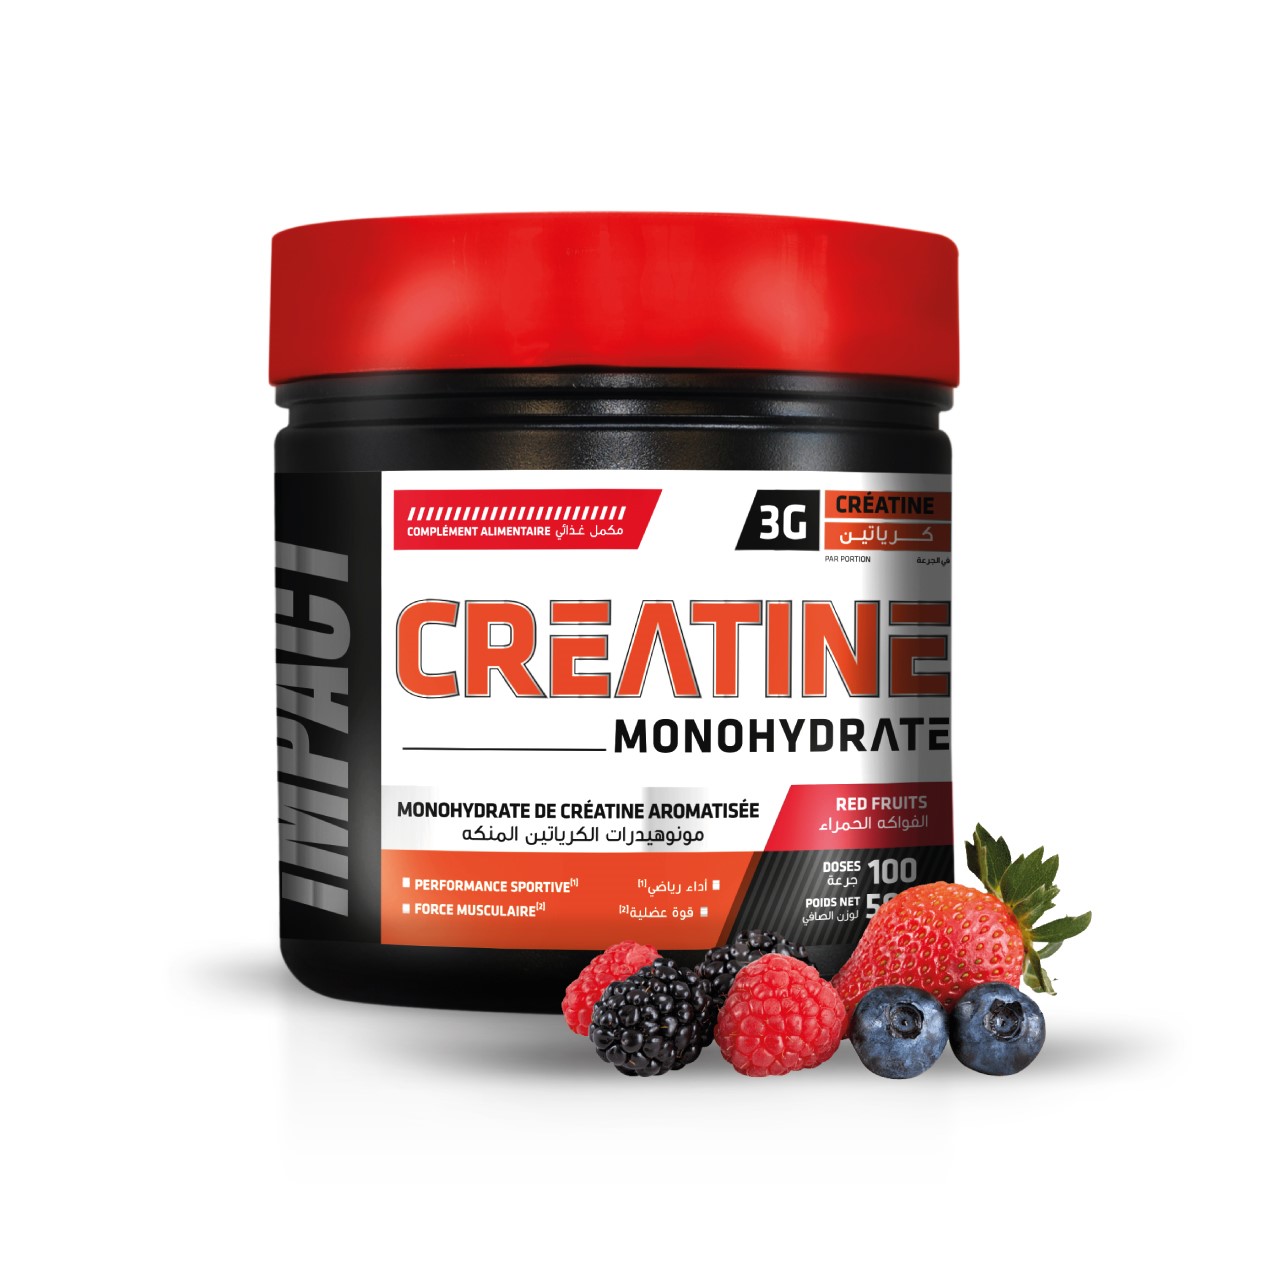 IMPACT
COMPLÉMENT ALIMENTAIRE مكمل غذائي
3G
CRÉATINE
كرياتين
PAR PORTION في الجرعة
CREATINE
MONOHYDRATE
MONOHYDRATE DE CRÉATINE AROMATISÉE
مونوهيدرات الكرياتين المنكه
RED FRUITS
الفواكه الحمراء
PERFORMANCE SPORTIVE[1] أداء رياضي[1]
FORCE MUSCULAIRE[2] قوة عضلية[2]
DOSES 100
جرعة
POIDS NET
لوزن الصافي